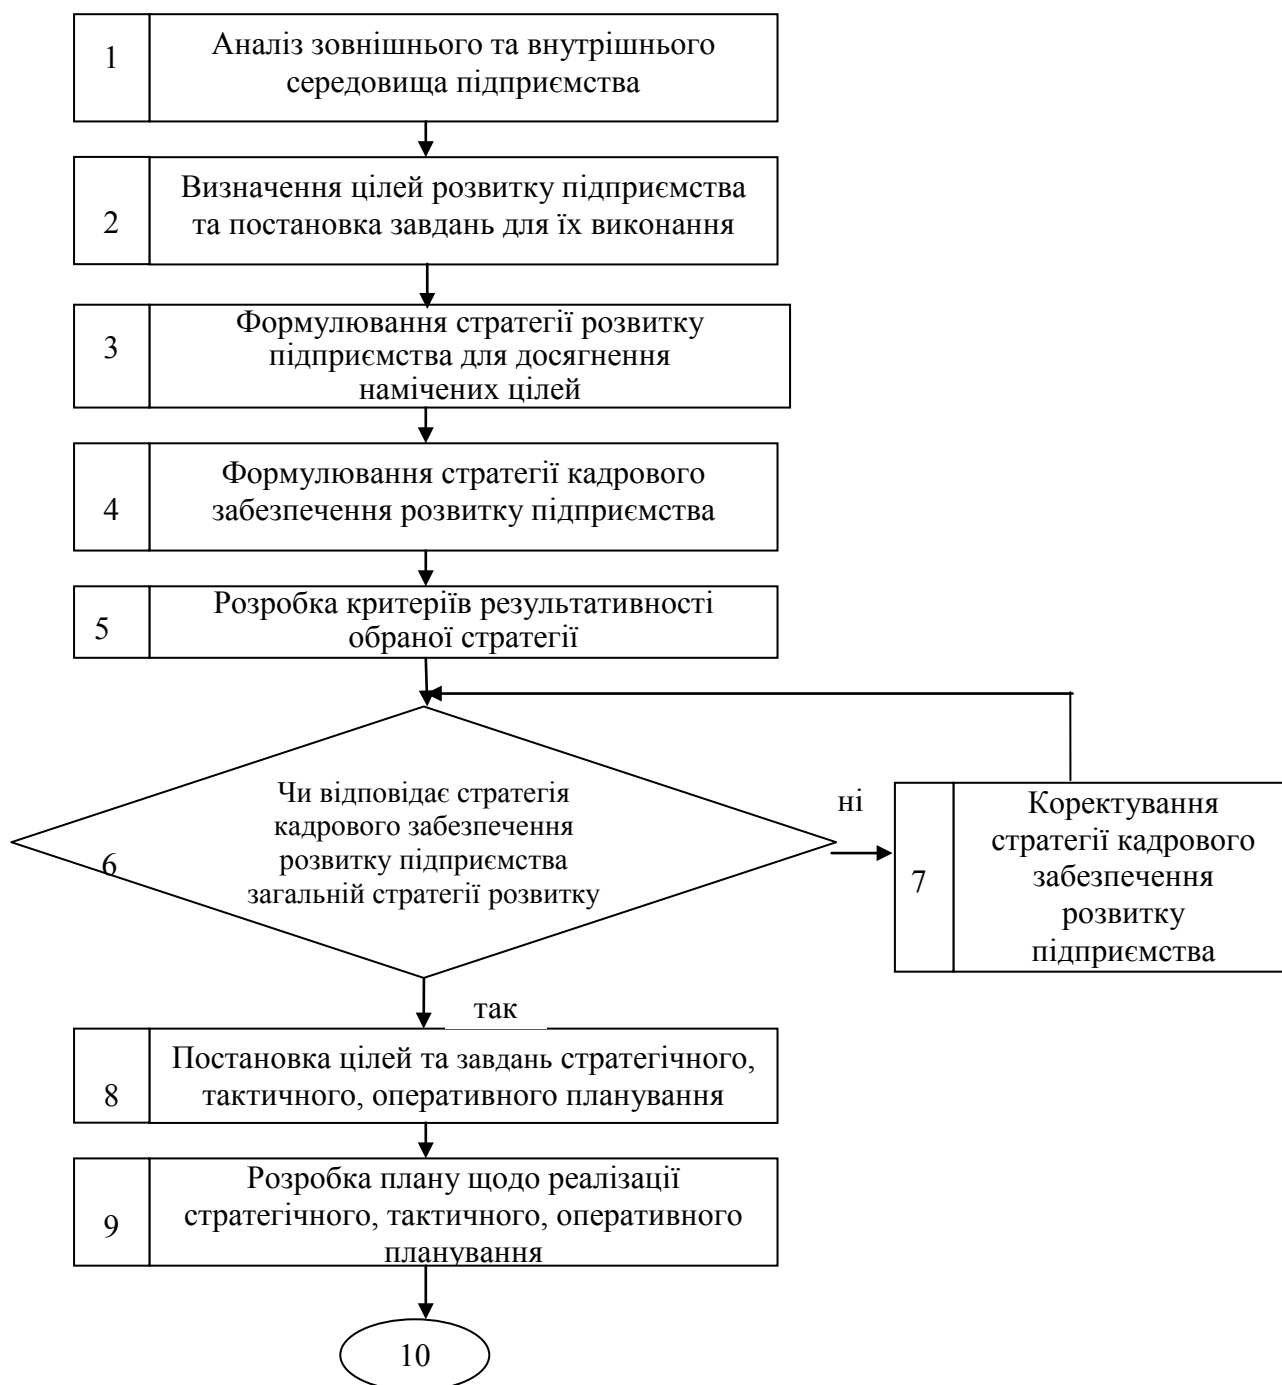 1
Аналіз зовнішнього та внутрішнього
середовища підприємства
2
Визначення цілей розвитку підприємства
та постановка завдань для їх виконання
3
Формулювання стратегії розвитку
підприємства для досягнення
намічених цілей
4
Формулювання стратегії кадрового
забезпечення розвитку підприємства
5
Розробка критеріїв результативності
обраної стратегії
6
Чи відповідає стратегія
кадрового забезпечення
розвитку підприємства
загальній стратегії розвитку
ні
7
Коректування
стратегії кадрового
забезпечення
розвитку
підприємства
так
8
Постановка цілей та завдань стратегічного,
тактичного, оперативного планування
9
Розробка плану щодо реалізації
стратегічного, тактичного, оперативного
планування
10